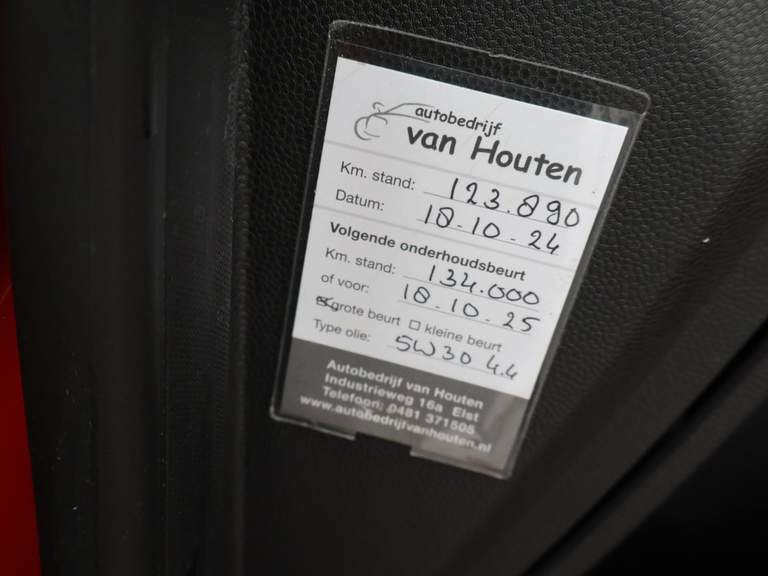 autobedrijf
van Houten
Km. stand: 123.890
Datum: 18-10-24
Volgende onderhoudsbeurt
Km. stand: 134.000
of voor: 18-10-25
☒ grote beurt ☐ kleine beurt
Type olie: 5W30 4.4
Autobedrijf van Houten
Industrieweg 16a Elst
Telefoon: 0481 371505
www.autobedrijfvanhouten.nl